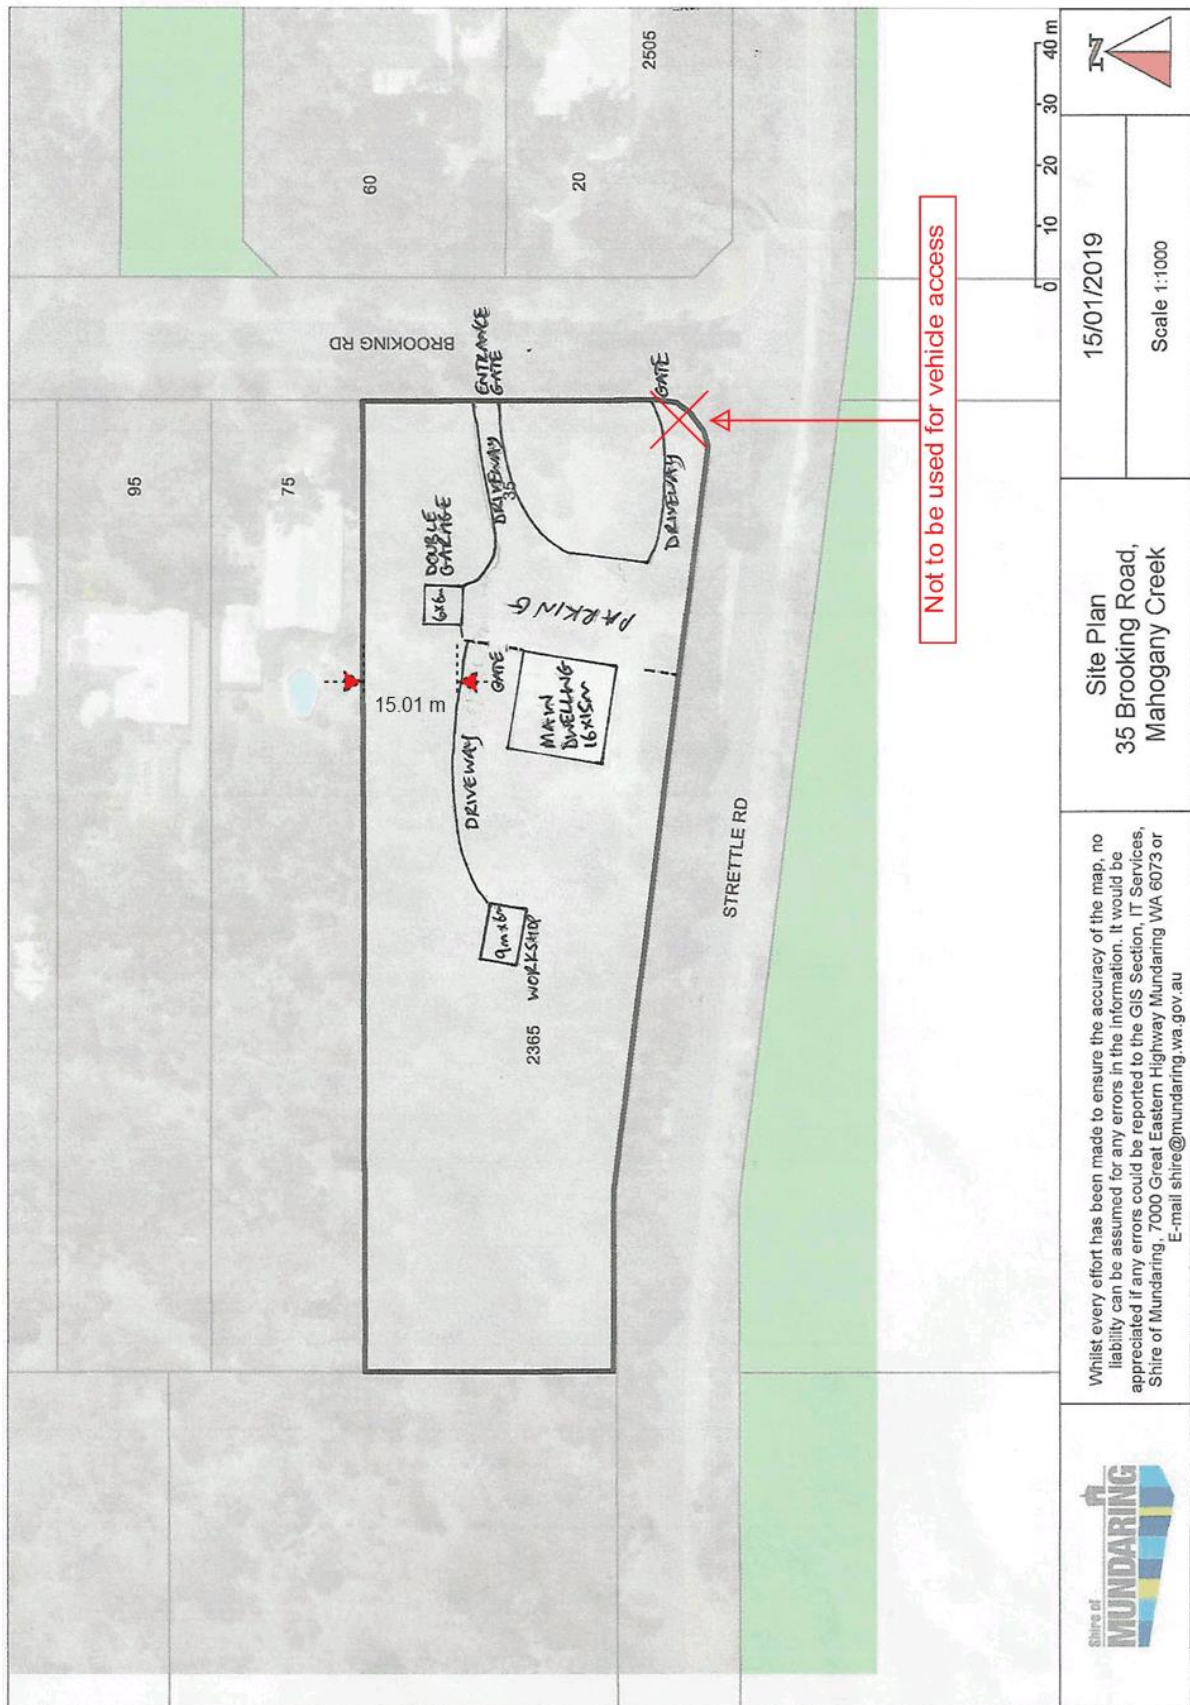 2505
60
20
BROOKING RD
ENTRANCE
GATE
GATE
DRIVEWAY
35
DRIVEWAY
95
75
DOUBLE
GARAGE
6x6m
PARKING
GATE
15.01 m
MAIN
DWELLING
16x15m
DRIVEWAY
STRETTLE RD
9mx6m
WORKSHOP
2365
Not to be used for vehicle access
0 10 20 30 40 m
N
15/01/2019
Scale 1:1000
Site Plan
35 Brooking Road,
Mahogany Creek
Whilst every effort has been made to ensure the accuracy of the map, no
liability can be assumed for any errors in the information. It would be
appreciated if any errors could be reported to the GIS Section, IT Services,
Shire of Mundaring, 7000 Great Eastern Highway Mundaring WA 6073 or
E-mail shire@mundaring.wa.gov.au
Shire of
MUNDARING